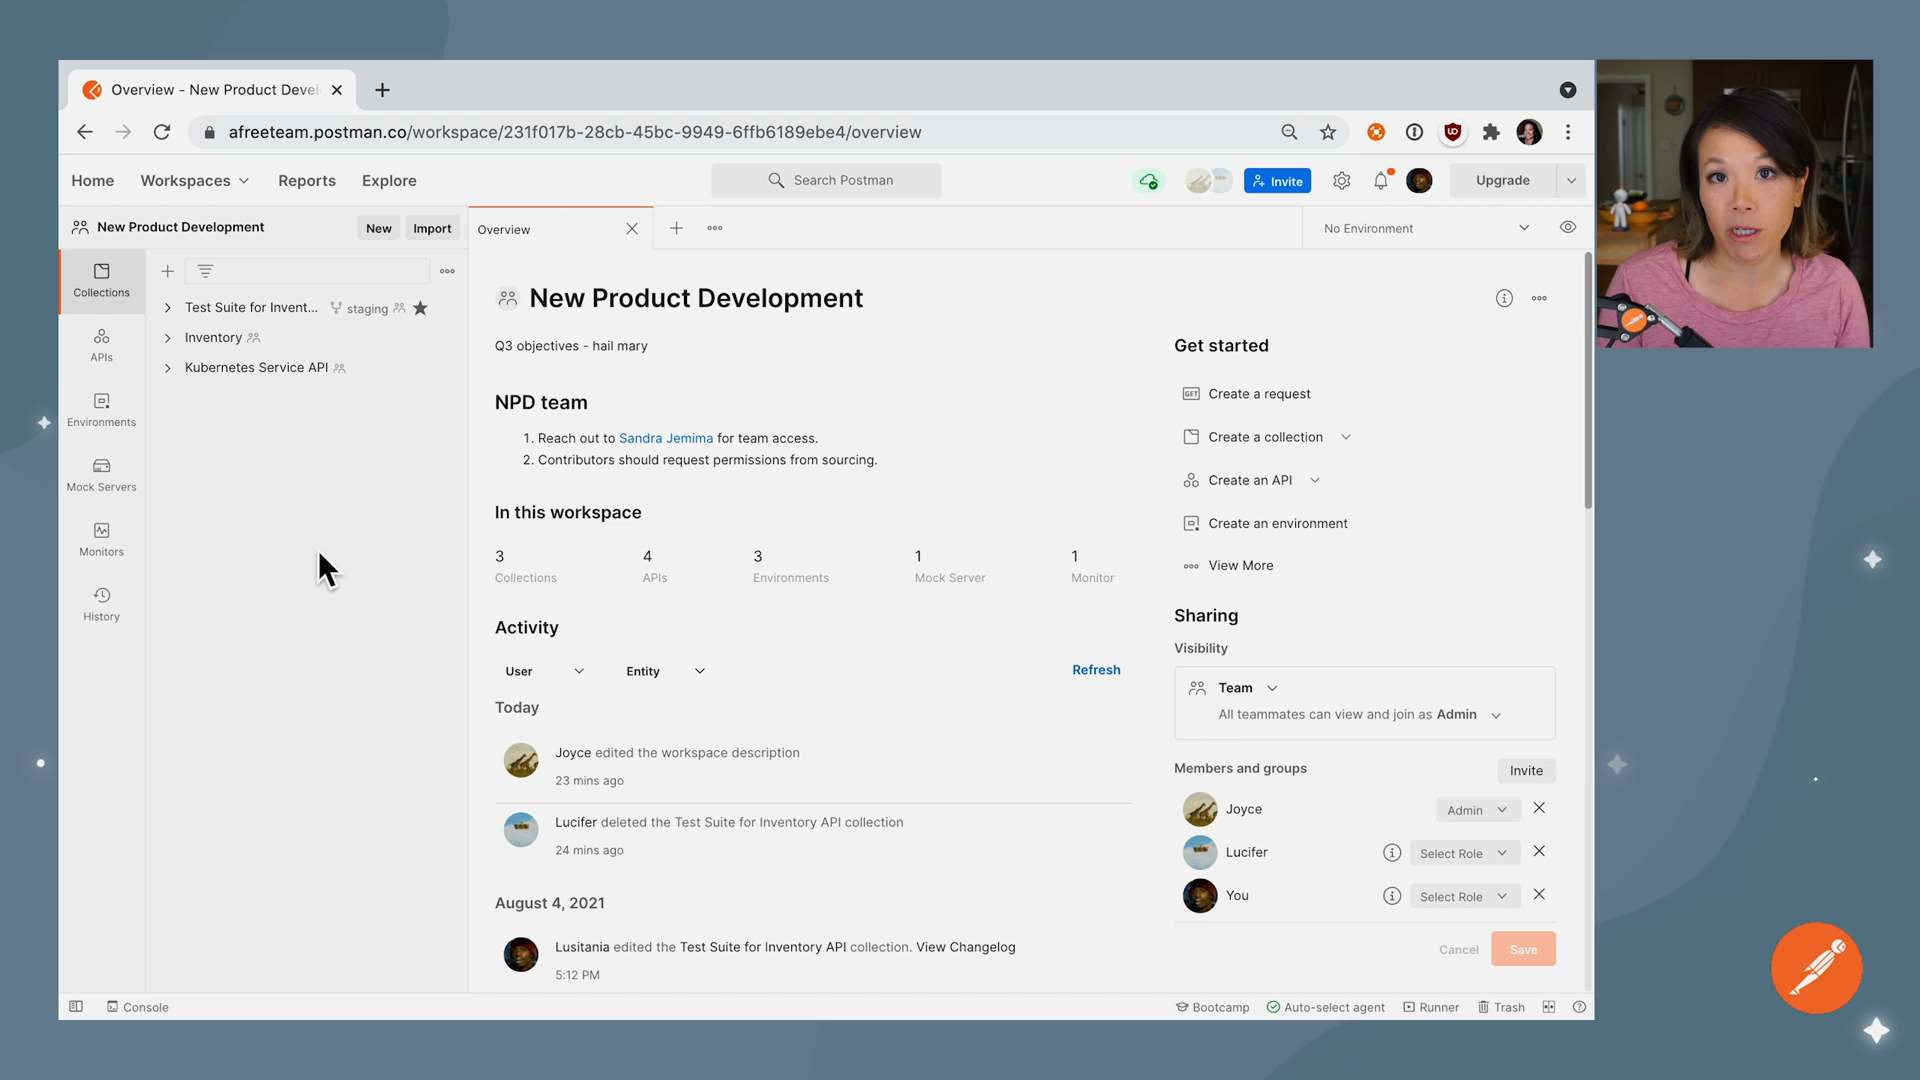 Overview - New Product Devel
afreeteam.postman.co/workspace/231f017b-28cb-45bc-9949-6ffb6189ebe4/overview
Home Workspaces Reports Explore
Search Postman
Invite
Upgrade
New Product Development
New
Import
Overview
No Environment
Collections
APIs
Environments
Mock Servers
Monitors
History
Test Suite for Invent... staging
Inventory
Kubernetes Service API
New Product Development
Q3 objectives - hail mary
NPD team
1. Reach out to Sandra Jemima for team access.
2. Contributors should request permissions from sourcing.
In this workspace
3 4 3 1 1
Collections APIs Environments Mock Server Monitor
Activity
User Entity Refresh
Today
Joyce edited the workspace description
23 mins ago
Lucifer deleted the Test Suite for Inventory API collection
24 mins ago
August 4, 2021
Lusitania edited the Test Suite for Inventory API collection. View Changelog
5:12 PM
Get started
GET Create a request
Create a collection
Create an API
Create an environment
View More
Sharing
Visibility
Team
All teammates can view and join as Admin
Members and groups Invite
Joyce Admin
Lucifer Select Role
You Select Role
Cancel Save
Console
Bootcamp Auto-select agent Runner Trash